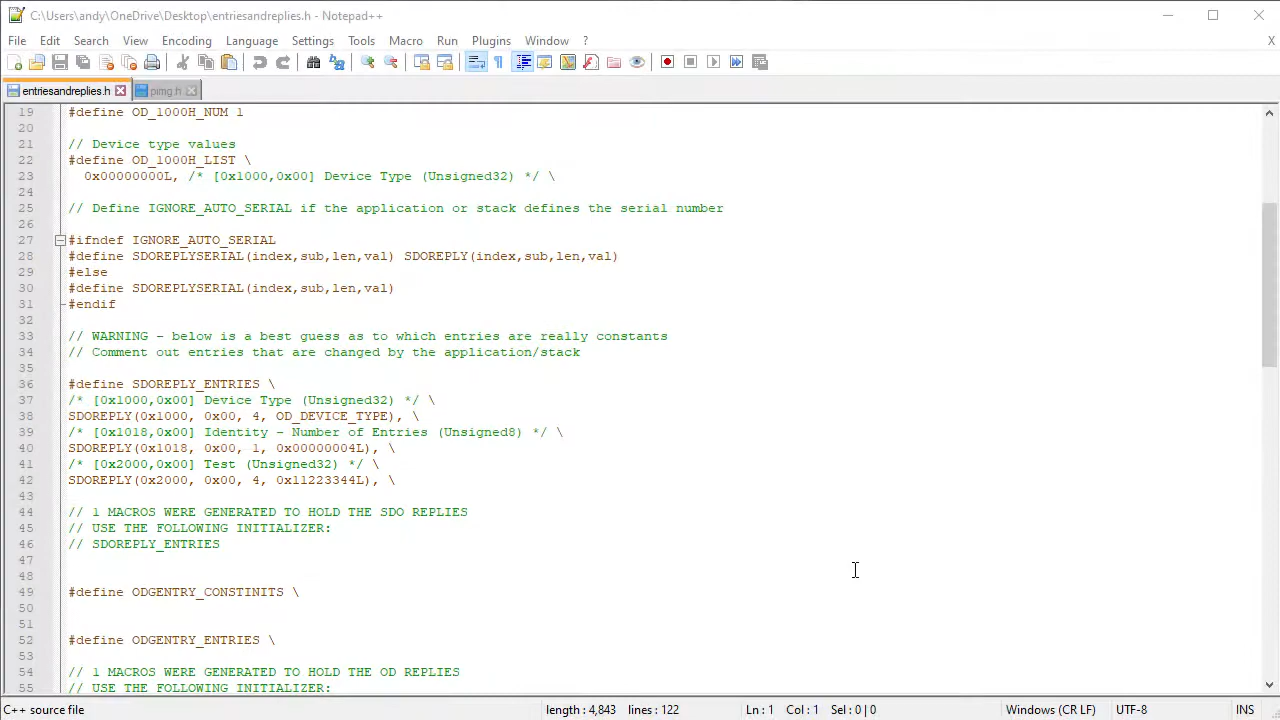 C:\Users\andy\OneDrive\Desktop\entriesandreplies.h - Notepad++
File Edit Search View Encoding Language Settings Tools Macro Run Plugins Window ? X
entriesandreplies.h pimg.h
19 #define OD_1000H_NUM 1
20
21 // Device type values
22 #define OD_1000H_LIST \
23 0x00000000L, /* [0x1000,0x00] Device Type (Unsigned32) */ \
24
25 // Define IGNORE_AUTO_SERIAL if the application or stack defines the serial number
26
27 #ifndef IGNORE_AUTO_SERIAL
28 #define SDOREPLYSERIAL(index,sub,len,val) SDOREPLY(index,sub,len,val)
29 #else
30 #define SDOREPLYSERIAL(index,sub,len,val)
31 #endif
32
33 // WARNING - below is a best guess as to which entries are really constants
34 // Comment out entries that are changed by the application/stack
35
36 #define SDOREPLY_ENTRIES \
37 /* [0x1000,0x00] Device Type (Unsigned32) */ \
38 SDOREPLY(0x1000, 0x00, 4, OD_DEVICE_TYPE), \
39 /* [0x1018,0x00] Identity - Number of Entries (Unsigned8) */ \
40 SDOREPLY(0x1018, 0x00, 1, 0x00000004L), \
41 /* [0x2000,0x00] Test (Unsigned32) */ \
42 SDOREPLY(0x2000, 0x00, 4, 0x11223344L), \
43
44 // 1 MACROS WERE GENERATED TO HOLD THE SDO REPLIES
45 // USE THE FOLLOWING INITIALIZER:
46 // SDOREPLY_ENTRIES
47
48
49 #define ODGENTRY_CONSTINITS \
50
51
52 #define ODGENTRY_ENTRIES \
53
54 // 1 MACROS WERE GENERATED TO HOLD THE OD REPLIES
55 // USE THE FOLLOWING INITIALIZER:
C++ source file length : 4,843 lines : 122 Ln : 1 Col : 1 Sel : 0 | 0 Windows (CR LF) UTF-8 INS